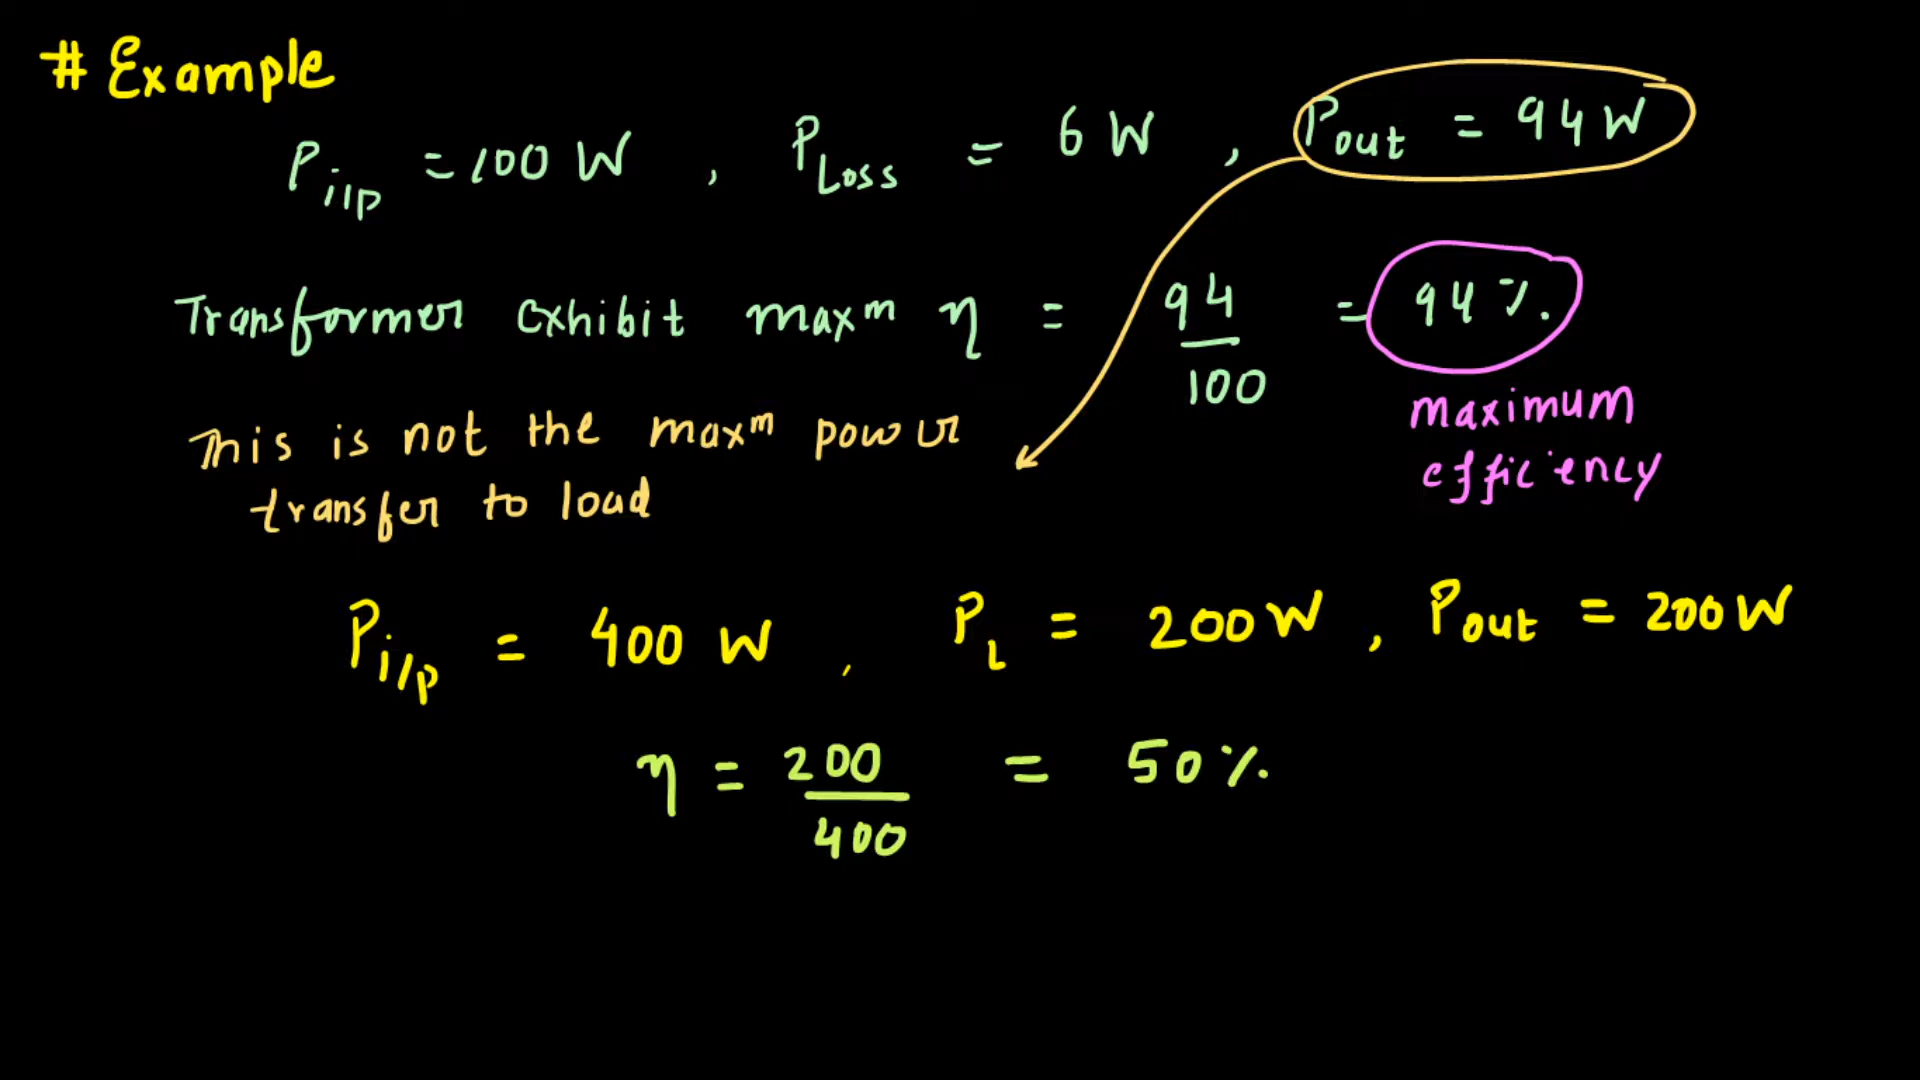 # Example
Pi/p = 100 W , PLoss = 6 W , Pout = 94 W
Transformer exhibit maxᵐ η = 94/100 = 94 %.
maximum
efficiency
This is not the maxᵐ power
transfer to load
Pi/p = 400 W , PL = 200 W , Pout = 200 W
η = 200/400 = 50 %.